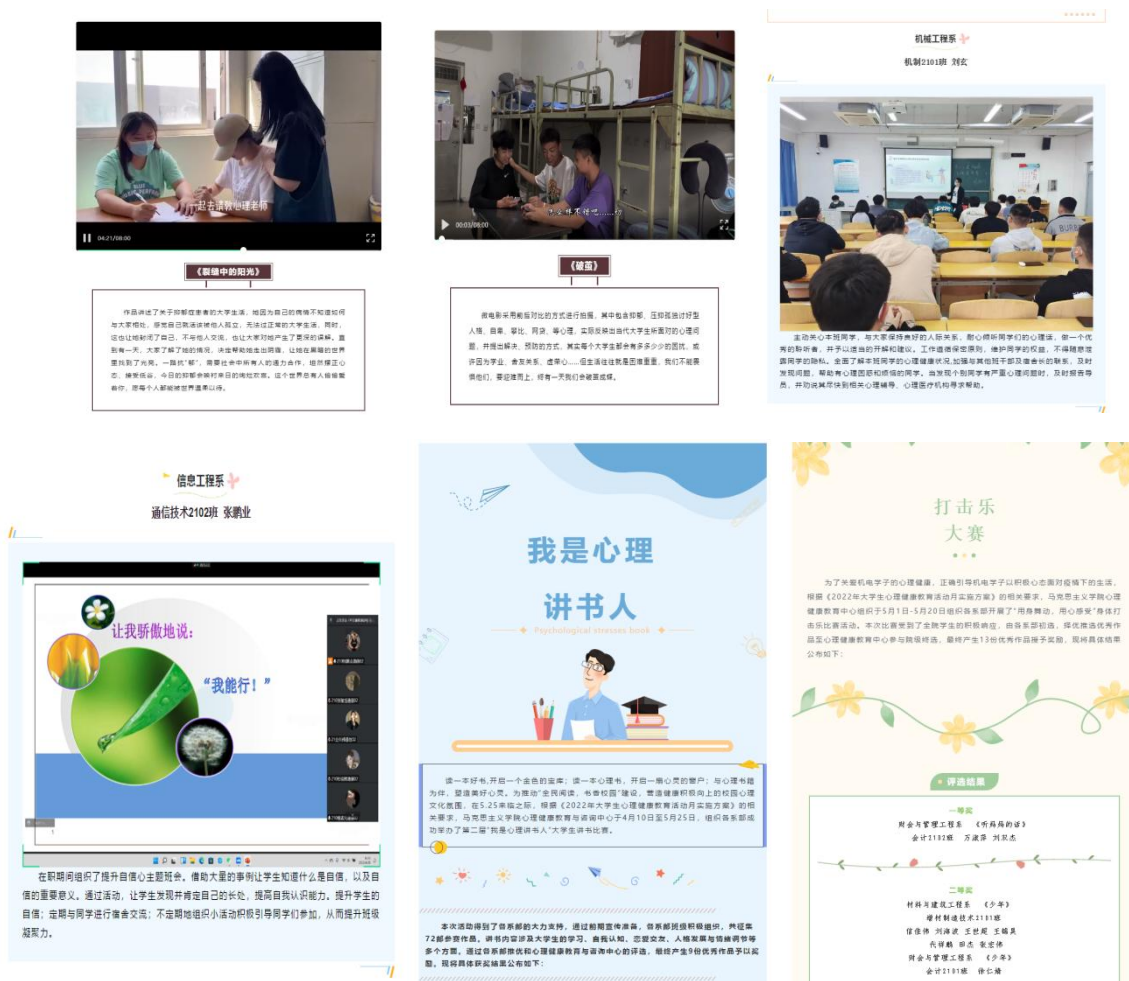 一起去请教心理老师
04:21/08:00
《裂缝中的阳光》
作品讲述了关于抑郁症患者的大学生活，她因为自己的病情不知道如何
与大家相处，感觉自己就活该被他人孤立，无法过正常的大学生活，同时，
这也让她封闭了自己，不与他人交流，也让大家对她产生了更深的误解。直
到有一天，大家了解了她的情况，决定帮助她走出阴霾，让她在黑暗的世界
里找到了光亮。一路抗“郁”，需要社会中所有人的通力合作，坦然摆正心
态，接受低谷，今日的抑郁会映衬来日的绚烂欢喜。这个世界总有人偷偷爱
着你，愿每个人都能被世界温柔以待。
00:01/08:00
《破茧》
微电影采用前后对比的方式进行拍摄，其中包含抑郁、压抑孤独讨好型
人格、自卑、攀比、网贷、等心理，实际反映出当代大学生所面对的心理问
题，并提出解决、预防的方式，其实每个大学生都会有多多少少的困扰，或
许因为学业、舍友关系、虚荣心......但生活往往就是困难重重，我们不能畏
惧他们，要迎难而上，终有一天我们会破茧成蝶。
机械工程系
机制2101班 刘玄
主动关心本班同学，与大家保持良好的人际关系，耐心倾听同学们的心理话，做一个优
秀的聆听者，并予以适当的开解和建议。工作遵循保密原则，维护同学的权益，不得随意泄
露同学的隐私。全面了解本班同学的心理健康状况,加强与其他班干部及宿舍长的联系，及时
发现问题，帮助有心理困惑和烦恼的同学。当发现个别同学有严重心理问题时，及时报告导
员，并劝说其尽快到相关心理辅导，心理医疗机构寻求帮助。
信息工程系
通信技术2102班 张鹏业
让我骄傲地说：
“我能行！”
在职期间组织了提升自信心主题班会。借助大量的事例让学生知道什么是自信，以及自
信的重要意义。通过活动，让学生发现并肯定自己的长处，提高自我认识能力。提升学生的
自信；定期与同学进行宿舍交流；不定期地组织小活动积极引导同学们参加，从而提升班级
凝聚力。
我是心理
讲书人
Psychological stresses book
读一本好书,开启一个金色的宝库；读一本心理书，开启一扇心灵的窗户；与心理书籍
为伴，塑造美好心灵。为推动“全民阅读，书香校园”建设，营造健康积极向上的校园心理
文化氛围，在5.25来临之际，根据《2022年大学生心理健康教育活动月实施方案》的相
关要求，马克思主义学院心理健康教育与咨询中心于4月10日至5月25日，组织各系部成
功举办了第二届“我是心理讲书人”大学生讲书比赛。
本次活动得到了各系部的大力支持，通过前期宣传准备，各系部班级积极组织，共征集
72部参赛作品。讲书内容涉及大学生的学习、自我认知、恋爱交友、人格发展与情绪调节等
多个方面。通过各系部推优和心理健康教育与咨询中心的评选，最终产生9份优秀作品予以奖
励。现将具体获奖结果公布如下：
打击乐
大赛
为了关爱机电学子的心理健康，正确引导机电学子以积极心态面对疫情下的生活，
根据《2022年大学生心理健康教育活动月实施方案》的相关要求，马克思主义学院心理
健康教育中心组织于5月1日-5月20日组织各系部开展了“用身舞动、用心感受”身体打
击乐比赛活动。本次比赛受到了全院学生的积极响应，由各系部初选，择优推选优秀作
品至心理健康教育中心参与院级终选，最终产生13份优秀作品授予奖励，现将具体结果
公布如下：
评选结果
一等奖
财会与管理工程系 《听妈妈的话》
会计2102班 万淑萍 刘双杰
二等奖
材料与建筑工程系 《少年》
增材制造技术2101班
财会与管理工程系 《少年》